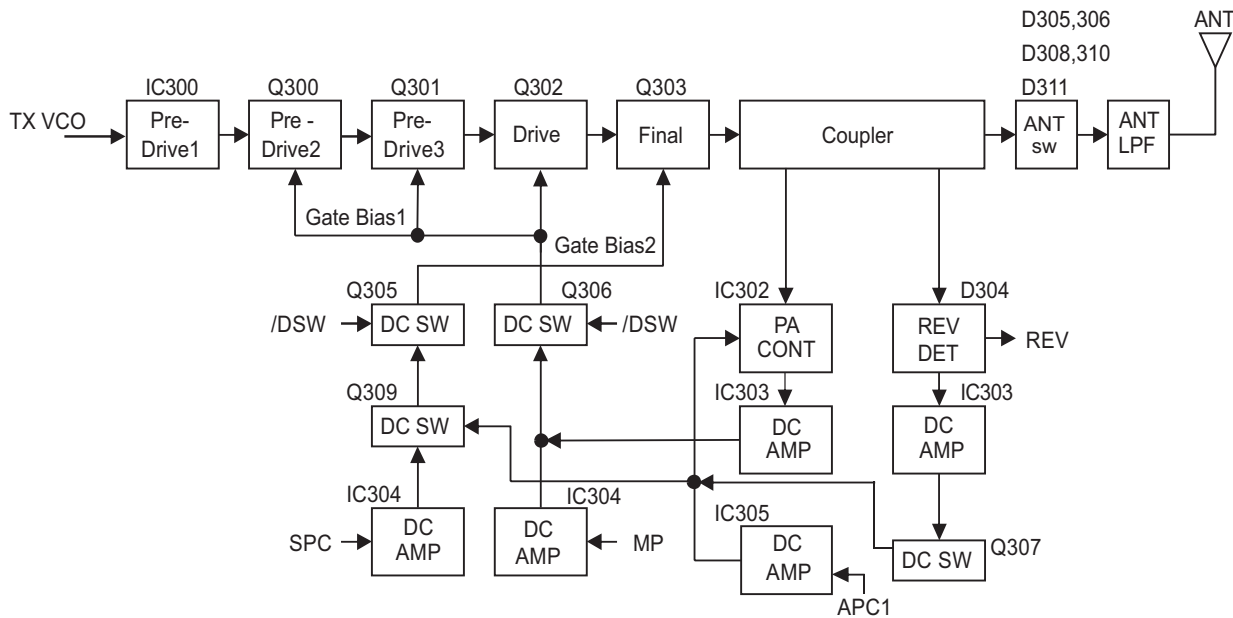 D305,306
ANT
D308,310
IC300
Q300
Q301
Q302
Q303
D311
TX VCO
Pre-
Drive1
Pre -
Drive2
Pre-
Drive3
Drive
Final
Coupler
ANT
sw
ANT
LPF
Gate Bias1
Gate Bias2
Q305
Q306
IC302
D304
/DSW
DC SW
DC SW
/DSW
PA
CONT
REV
DET
REV
Q309
IC303
IC303
DC SW
DC
AMP
DC
AMP
IC304
IC304
IC305
SPC
DC
AMP
DC
AMP
MP
DC
AMP
DC SW
Q307
APC1